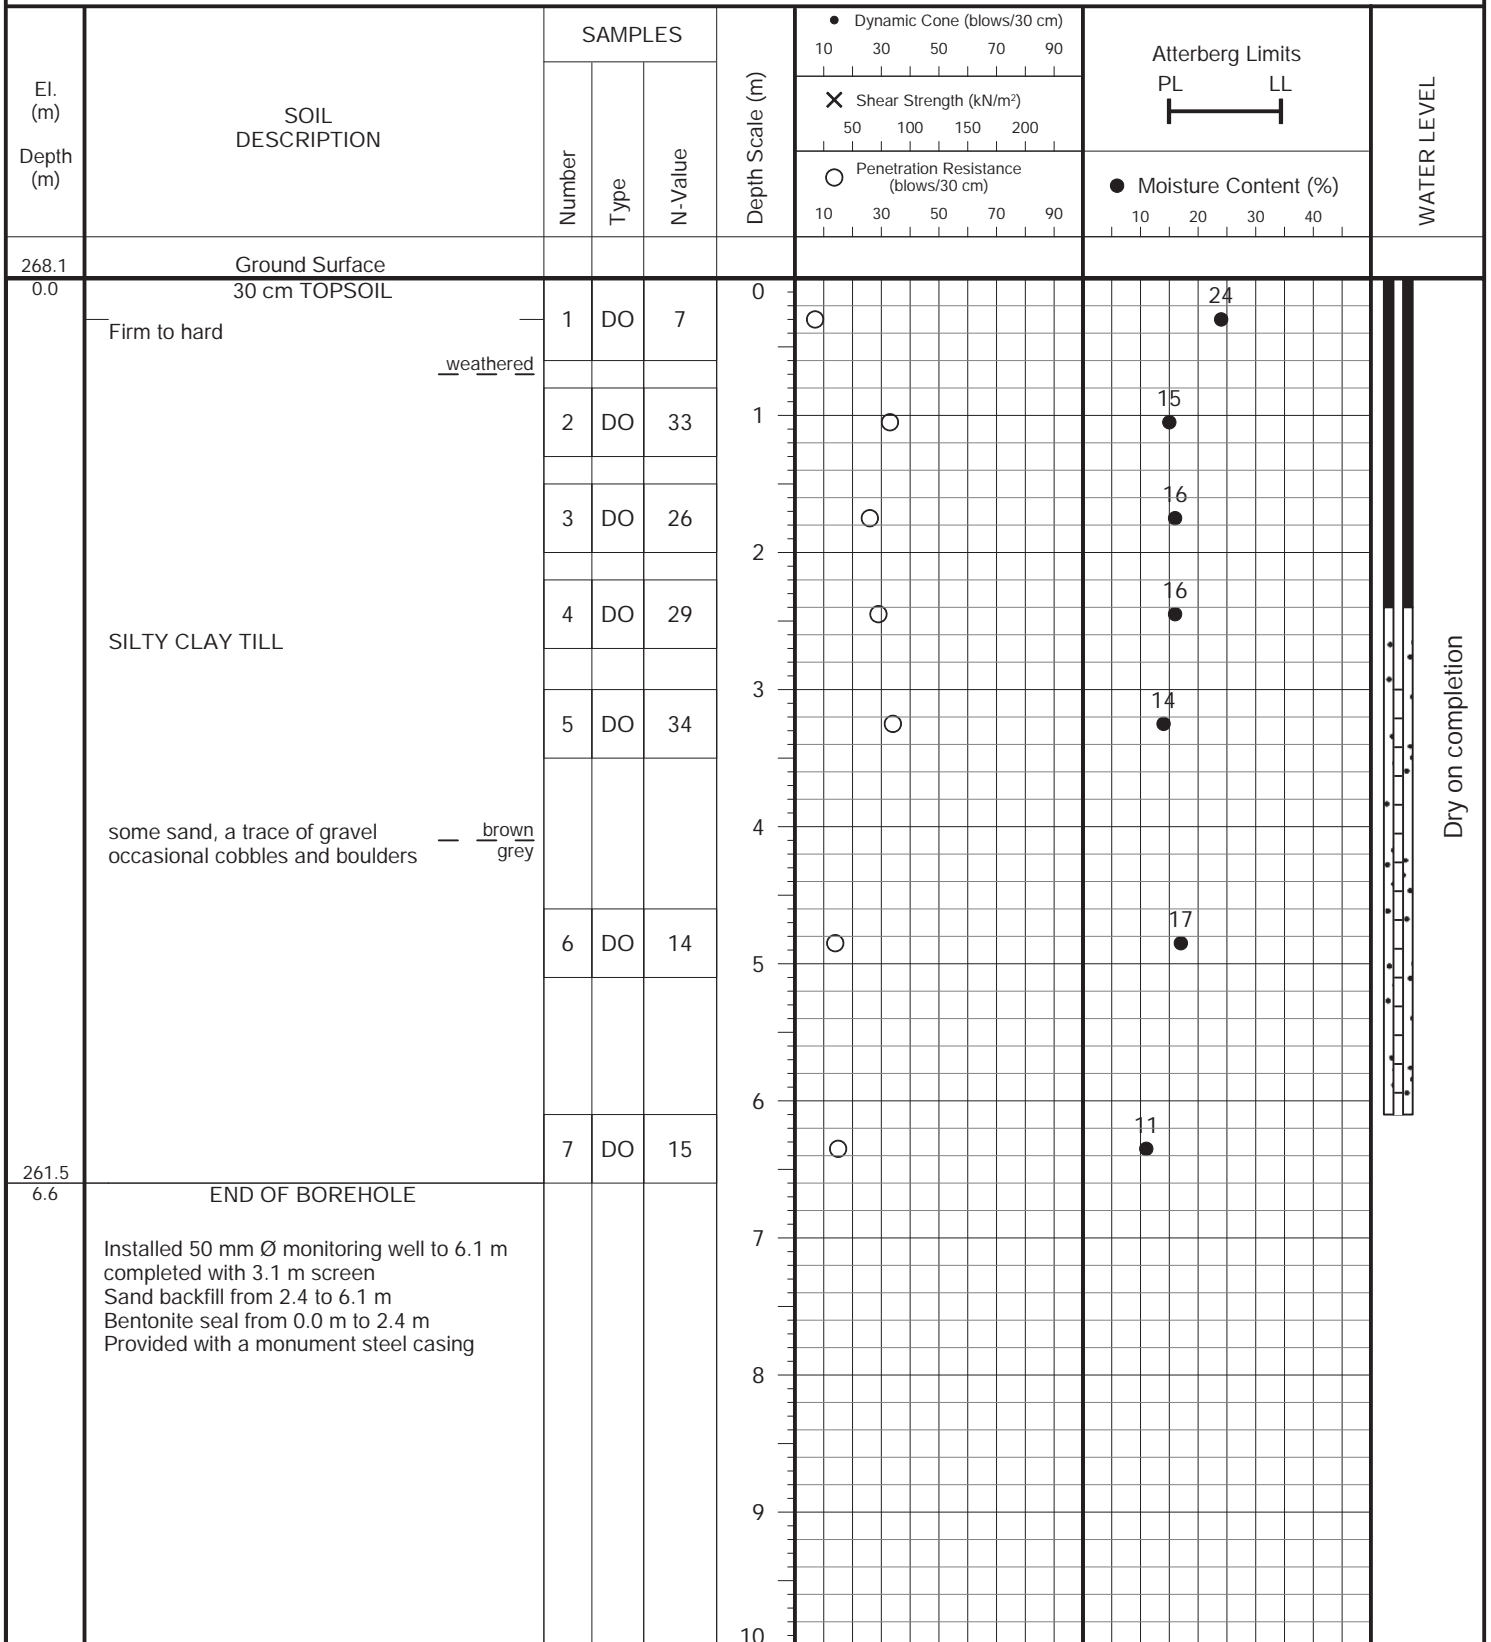 El.
(m)
Depth
(m)
SOIL
DESCRIPTION
SAMPLES
Number
Type
N-Value
Depth Scale (m)
Dynamic Cone (blows/30 cm)
10 30 50 70 90
Shear Strength (kN/m²)
50 100 150 200
Penetration Resistance
(blows/30 cm)
10 30 50 70 90
Atterberg Limits
PL LL
Moisture Content (%)
10 20 30 40
WATER LEVEL
268.1 Ground Surface
0.0 30 cm TOPSOIL 0
24
Firm to hard 1 DO 7
weathered
15
1
2 DO 33
16
3 DO 26
2
16
4 DO 29
SILTY CLAY TILL
3
14
5 DO 34
Dry on completion
4
some sand, a trace of gravel brown
occasional cobbles and boulders grey
17
6 DO 14
5
6
11
7 DO 15
261.5
6.6 END OF BOREHOLE
7
Installed 50 mm Ø monitoring well to 6.1 m
completed with 3.1 m screen
Sand backfill from 2.4 to 6.1 m
Bentonite seal from 0.0 m to 2.4 m
Provided with a monument steel casing
8
9
10